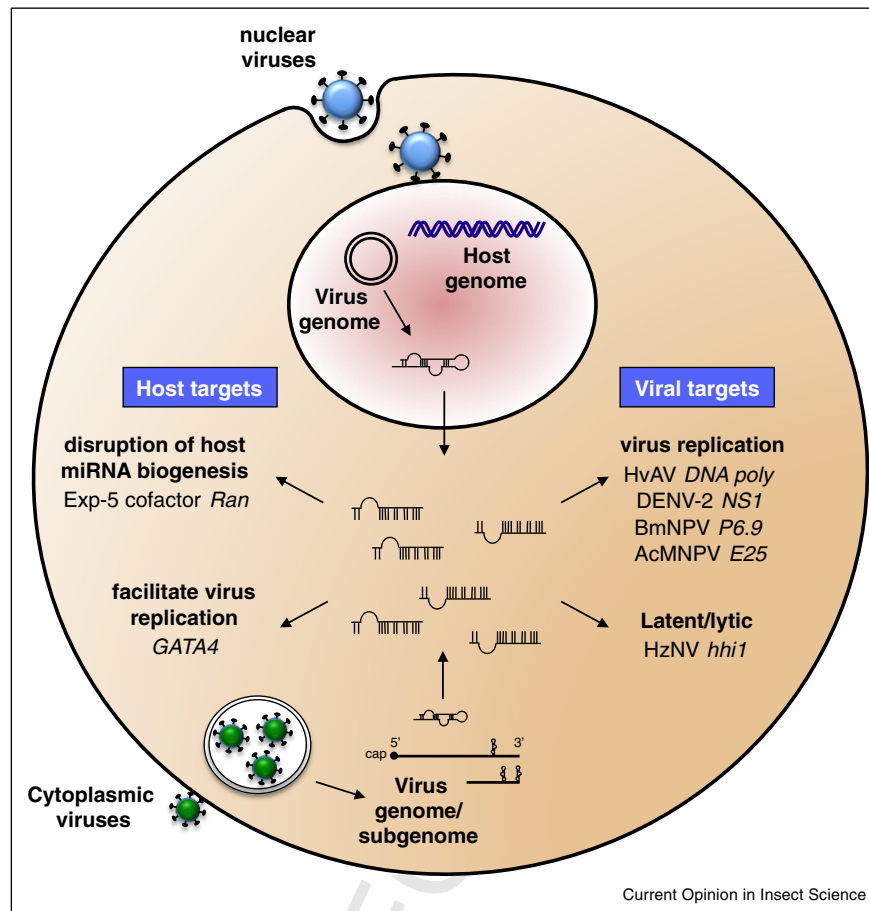 nuclear
viruses
Host
genome
Virus
genome
Host targets
Viral targets
disruption of host
miRNA biogenesis
Exp-5 cofactor Ran
virus replication
HvAV DNA poly
DENV-2 NS1
BmNPV P6.9
AcMNPV E25
facilitate virus
replication
GATA4
Latent/lytic
HzNV hhi1
5’
3’
cap
Virus
genome/
subgenome
Cytoplasmic
viruses
Current Opinion in Insect Science